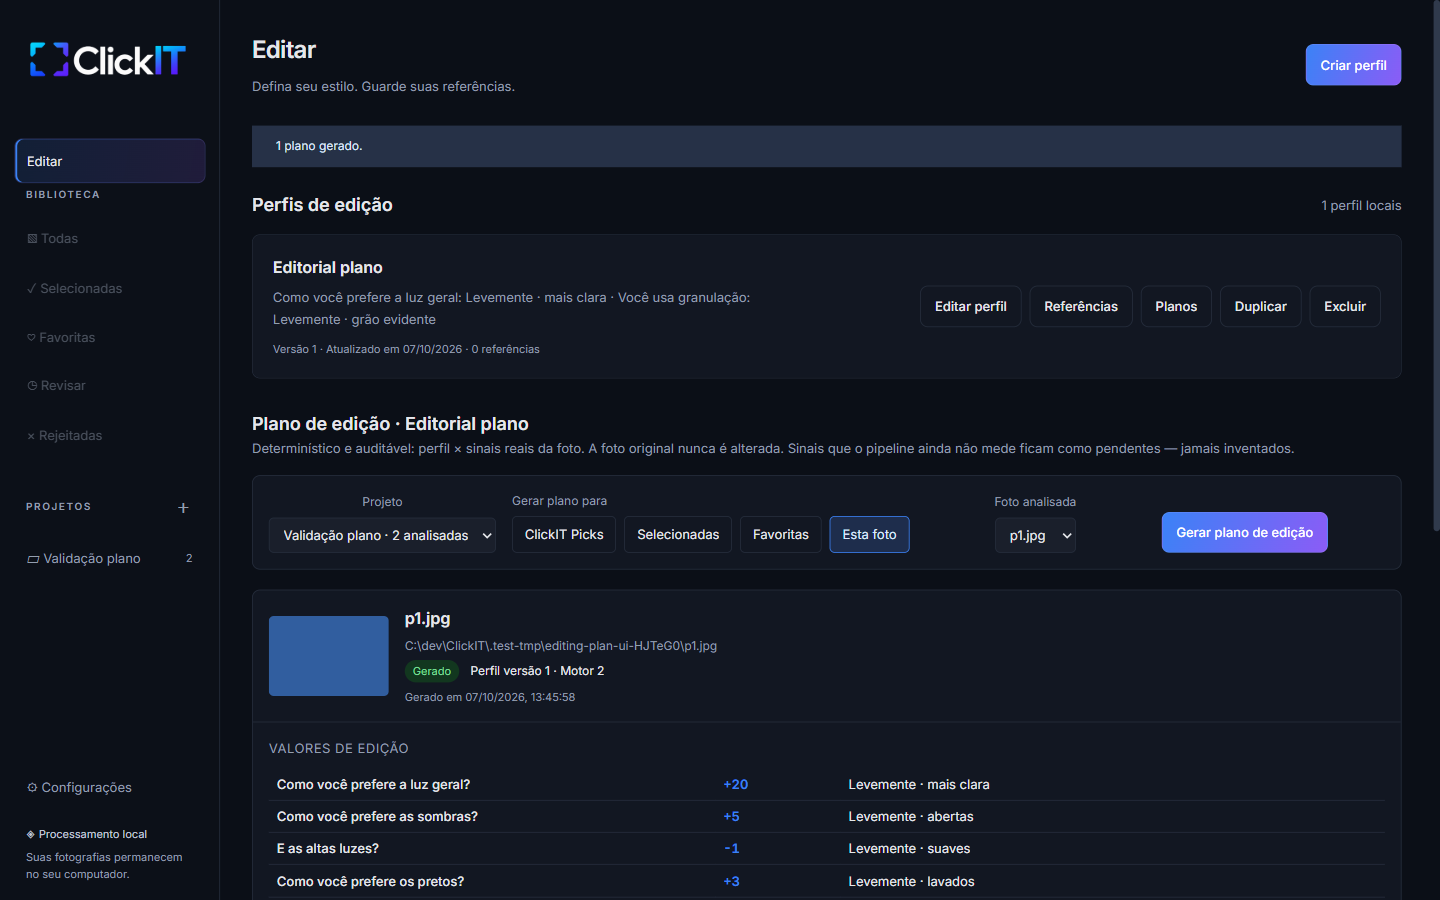 ClickIT
Editar
BIBLIOTECA
Todas
✓ Selecionadas
♡ Favoritas
Revisar
× Rejeitadas
PROJETOS +
Validação plano 2
⚙ Configurações
◈ Processamento local
Suas fotografias permanecem
no seu computador.
Editar
Defina seu estilo. Guarde suas referências.
Criar perfil
1 plano gerado.
Perfis de edição
1 perfil locais
Editorial plano
Como você prefere a luz geral: Levemente · mais clara · Você usa granulação:
Levemente · grão evidente
Versão 1 · Atualizado em 07/10/2026 · 0 referências
Editar perfil
Referências
Planos
Duplicar
Excluir
Plano de edição · Editorial plano
Determinístico e auditável: perfil × sinais reais da foto. A foto original nunca é alterada. Sinais que o pipeline ainda não mede ficam como pendentes — jamais inventados.
Projeto
Validação plano · 2 analisadas
Gerar plano para
ClickIT Picks
Selecionadas
Favoritas
Esta foto
Foto analisada
p1.jpg
Gerar plano de edição
p1.jpg
C:\dev\ClickIT\.test-tmp\editing-plan-ui-HJTeG0\p1.jpg
Gerado Perfil versão 1 · Motor 2
Gerado em 07/10/2026, 13:45:58
VALORES DE EDIÇÃO
Como você prefere a luz geral? +20 Levemente · mais clara
Como você prefere as sombras? +5 Levemente · abertas
E as altas luzes? -1 Levemente · suaves
Como você prefere os pretos? +3 Levemente · lavados